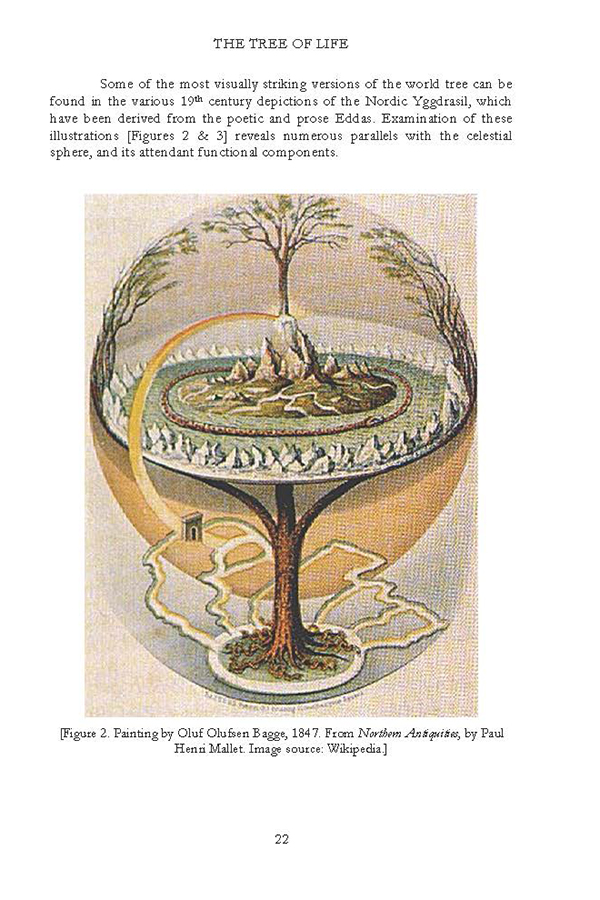 THE TREE OF LIFE
Some of the most visually striking versions of the world tree can be
found in the various 19th century depictions of the Nordic Yggdrasil, which
have been derived from the poetic and prose Eddas. Examination of these
illustrations [Figures 2 & 3] reveals numerous parallels with the celestial
sphere, and its attendant functional components.
[Figure 2. Painting by Oluf Olufsen Bagge, 1847. From Northern Antiquities, by Paul
Henri Mallet. Image source: Wikipedia.]
22